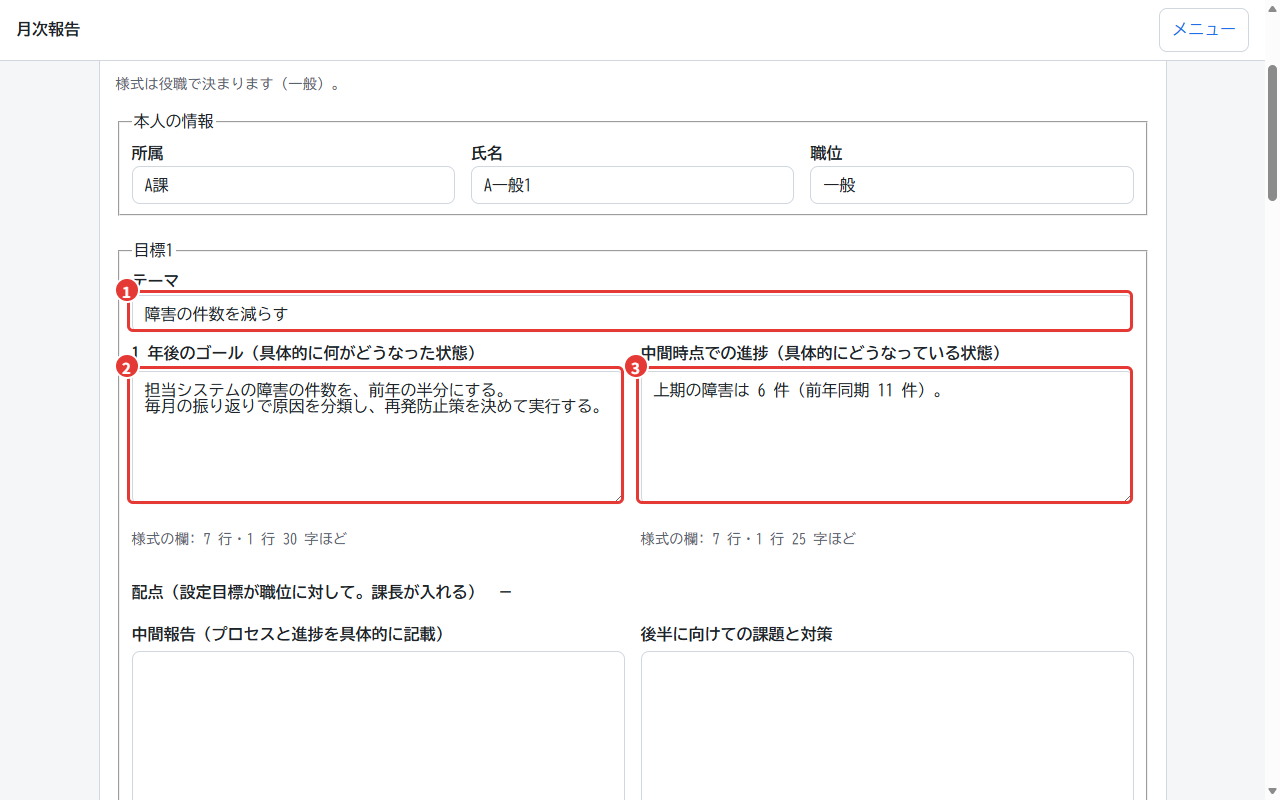 月次報告
メニュー
様式は役職で決まります（一般）。
本人の情報
所属
氏名
職位
A課
A一般1
一般
目標1
テーマ
1
障害の件数を減らす
1 年後のゴール（具体的に何がどうなった状態）
中間時点での進捗（具体的にどうなっている状態）
2
3
担当システムの障害の件数を、前年の半分にする。
毎月の振り返りで原因を分類し、再発防止策を決めて実行する。
上期の障害は 6 件（前年同期 11 件）。
様式の欄: 7 行・1 行 30 字ほど
様式の欄: 7 行・1 行 25 字ほど
配点（設定目標が職位に対して。課長が入れる） －
中間報告（プロセスと進捗を具体的に記載）
後半に向けての課題と対策